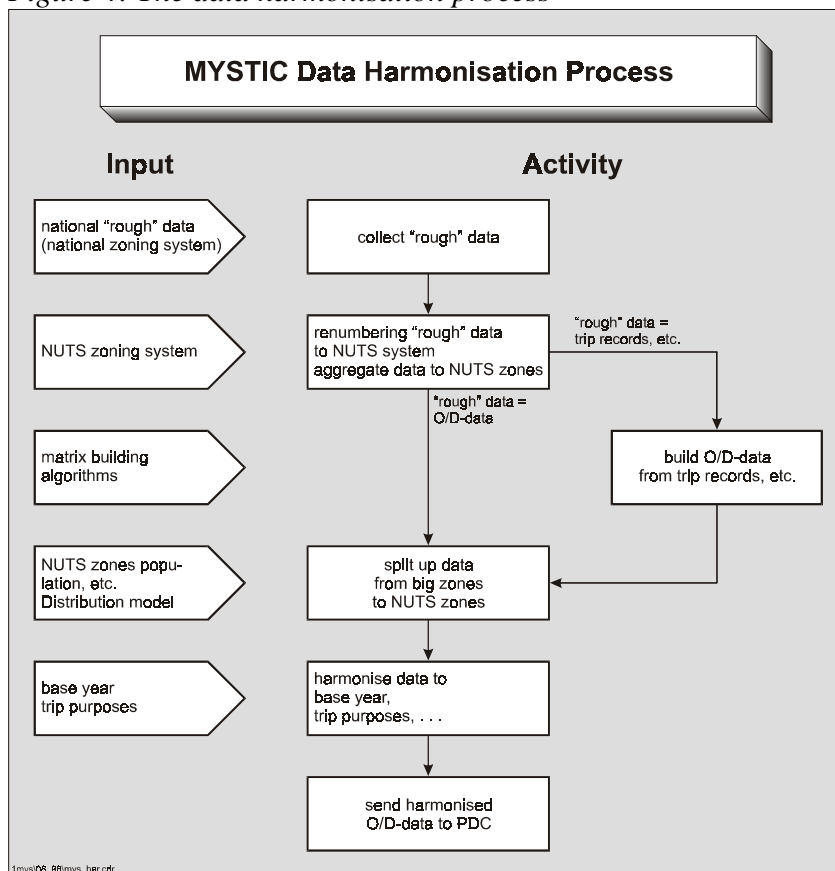 Figure 4: The data harmonisation process
MYSTIC Data Harmonisation Process
Input
Activity
national “rough” data
(national zoning system)
collect “rough” data
NUTS zoning system
renumbering “rough” data
to NUTS system
aggregate data to NUTS zones
“rough” data =
trip records, etc.
“rough” data =
O/D-data
matrix building
algorithms
build O/D-data
from trip records, etc.
NUTS zones popu-
lation, etc.
Distribution model
split up data
from big zones
to NUTS zones
base year
trip purposes
harmonise data to
base year,
trip purposes, . . .
send harmonised
O/D-data to PDC